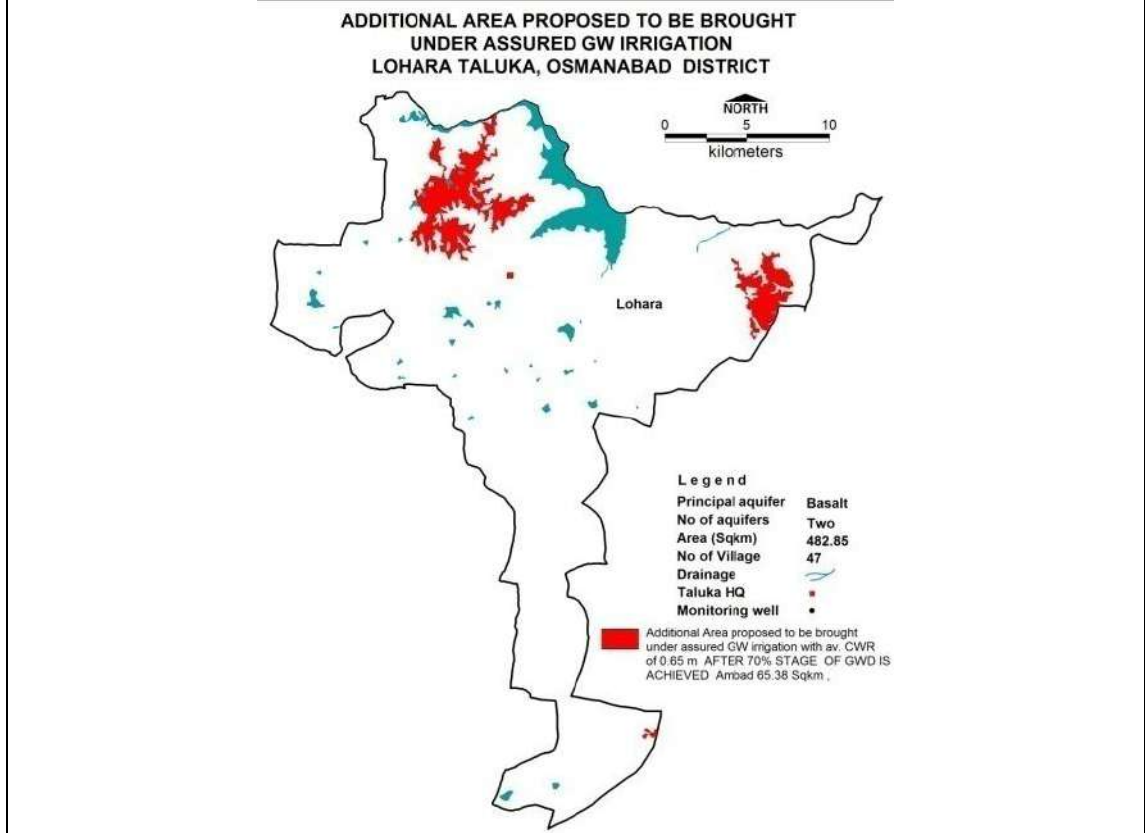 ADDITIONAL AREA PROPOSED TO BE BROUGHT
UNDER ASSURED GW IRRIGATION
LOHARA TALUKA, OSMANABAD DISTRICT
NORTH
0 5 10
kilometers
Lohara
Legend
Principal aquifer Basalt
No of aquifers Two
Area (Sqkm) 482.85
No of Village 47
Drainage
Taluka HQ
Monitoring well
Additional Area proposed to be brought
under assured GW irrigation with av. CWR
of 0.65 m AFTER 70% STAGE OF GWD IS
ACHIEVED Ambad 65.38 Sqkm .